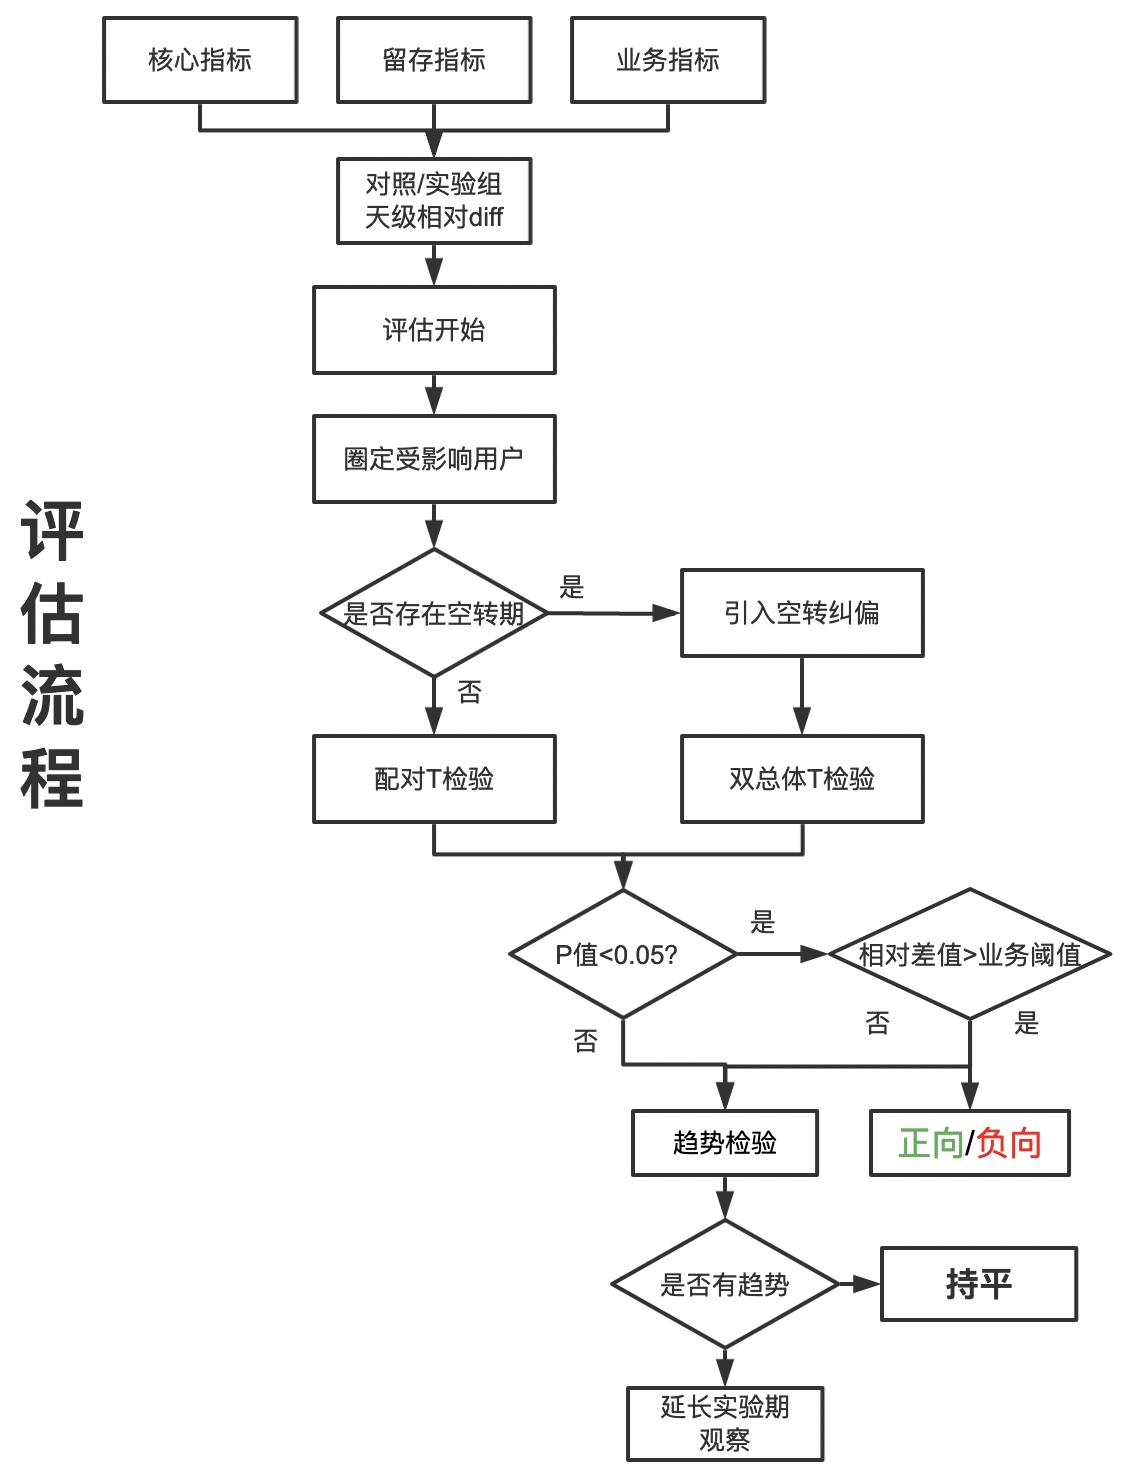 核心指标
留存指标
业务指标
对照/实验组
天级相对diff
评估开始
圈定受影响用户
评估流程
是否存在空转期
是
引入空转纠偏
否
配对T检验
双总体T检验
P值<0.05?
是
相对差值>业务阈值
否
否
是
趋势检验
正向/负向
是否有趋势
持平
延长实验期
观察